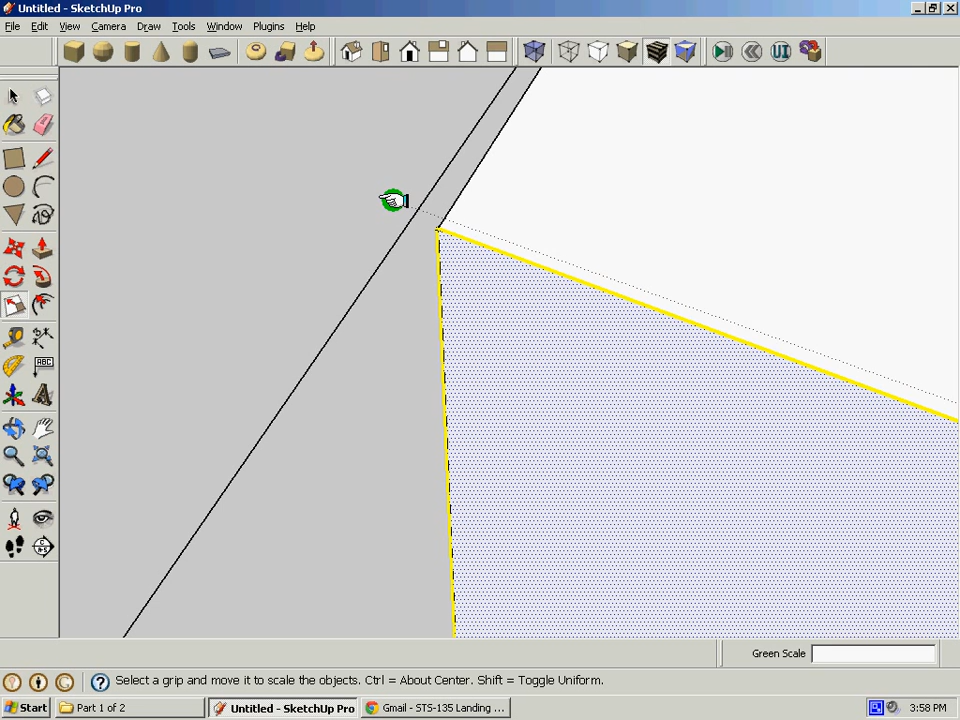 Untitled - SketchUp Pro
File Edit View Camera Draw Tools Window Plugins Help
UI
ABC
Green Scale
Select a grip and move it to scale the objects. Ctrl = About Center. Shift = Toggle Uniform.
Start Part 1 of 2 Untitled - SketchUp Pro Gmail - STS-135 Landing ... 3:58 PM